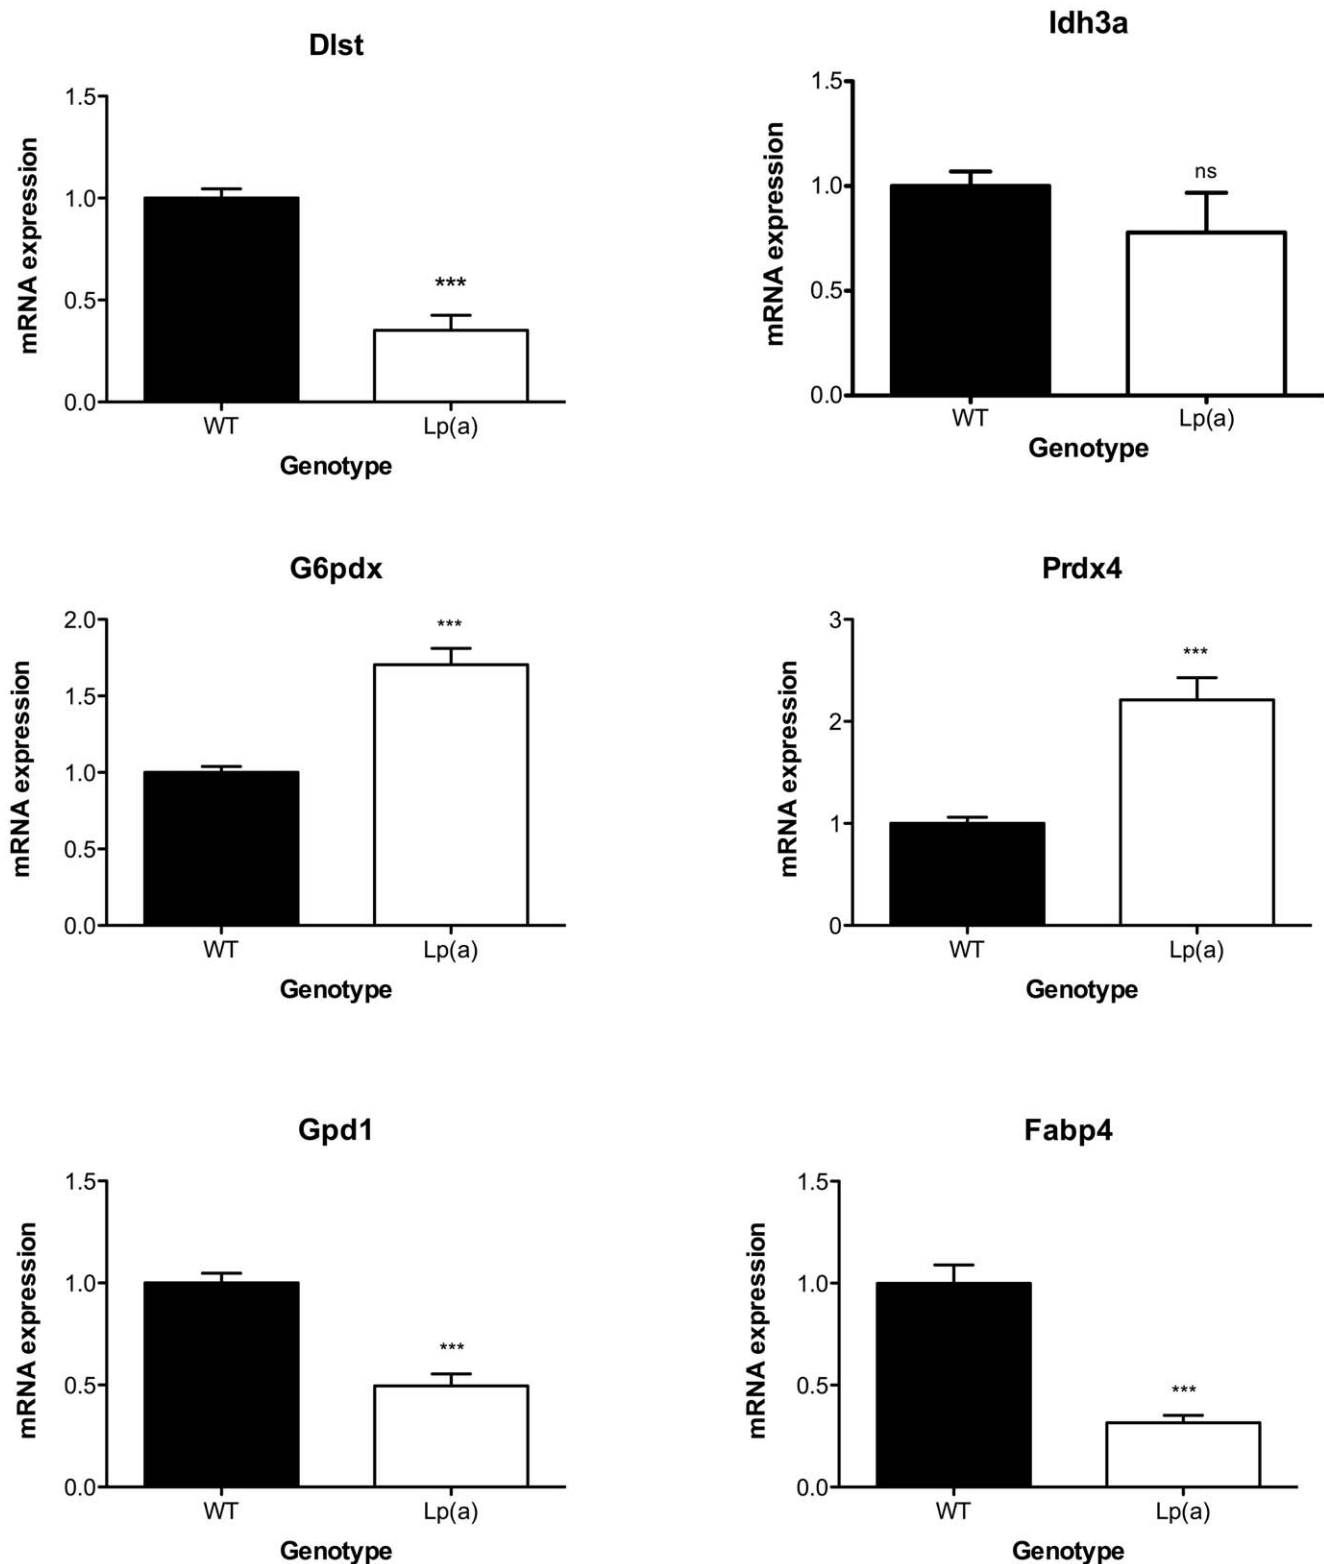 Dlst
mRNA expression
1.5
1.0
0.5
0.0
***
WT
Lp(a)
Genotype
Idh3a
mRNA expression
1.5
1.0
0.5
0.0
ns
WT
Lp(a)
Genotype
G6pdx
mRNA expression
2.0
1.5
1.0
0.5
0.0
***
WT
Lp(a)
Genotype
Prdx4
mRNA expression
3
2
1
0
***
WT
Lp(a)
Genotype
Gpd1
mRNA expression
1.5
1.0
0.5
0.0
***
WT
Lp(a)
Genotype
Fabp4
mRNA expression
1.5
1.0
0.5
0.0
***
WT
Lp(a)
Genotype